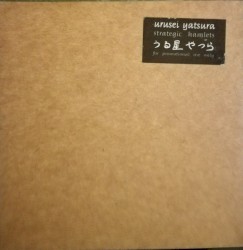 urusei yatsura
strategic hamlets
うる星やつら
for promotional use only